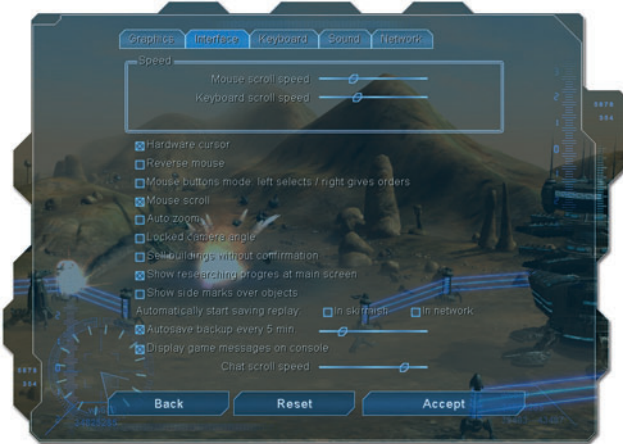 Graphics Interface Keyboard Sound Network
Speed
Mouse scroll speed
Keyboard scroll speed
Hardware cursor
Reverse mouse
Mouse buttons mode: left selects / right gives orders
Mouse scroll
Auto zoom
Locked camera angle
Sell buildings without confirmation
Show researching progres at main screen
Show side marks over objects
Automatically start saving replay: In skirmish In network
Autosave backup every 5 min.
Display game messages on console
Chat scroll speed
Back Reset Accept